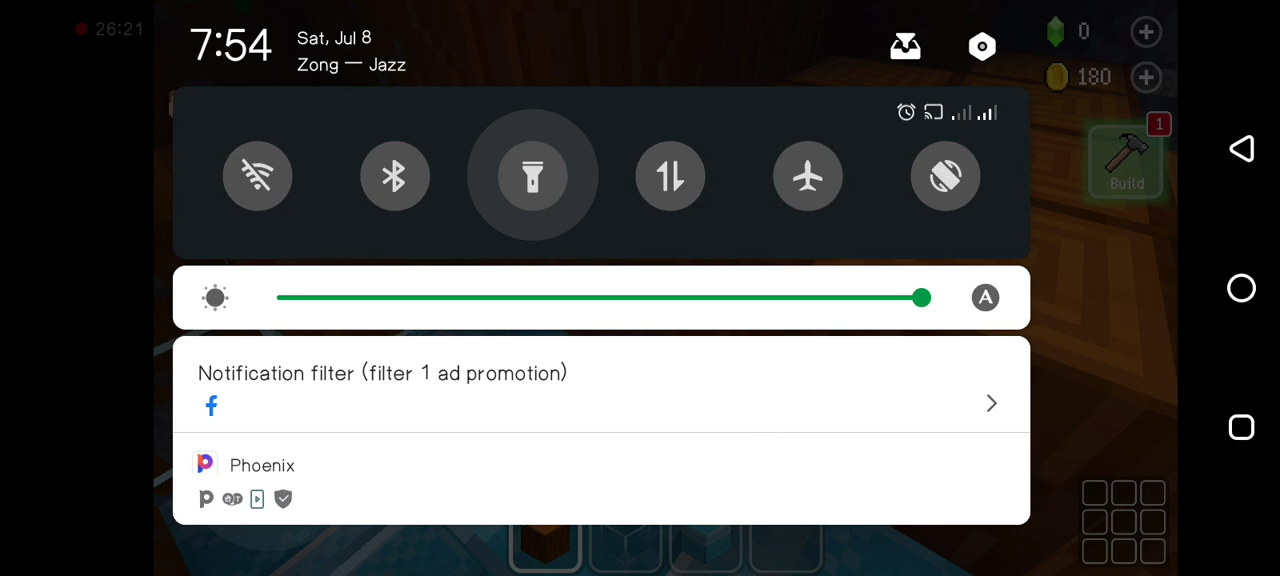 26:21
7:54
Sat, Jul 8
Zong — Jazz
0
180
1
Build
A
Notification filter (filter 1 ad promotion)
Phoenix